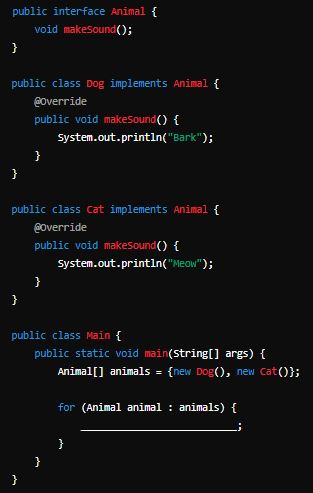 public interface Animal {
    void makeSound();
}

public class Dog implements Animal {
    @Override
    public void makeSound() {
        System.out.println("Bark");
    }
}

public class Cat implements Animal {
    @Override
    public void makeSound() {
        System.out.println("Meow");
    }
}

public class Main {
    public static void main(String[] args) {
        Animal[] animals = {new Dog(), new Cat()};

        for (Animal animal : animals) {
            _________________________;
        }
    }
}